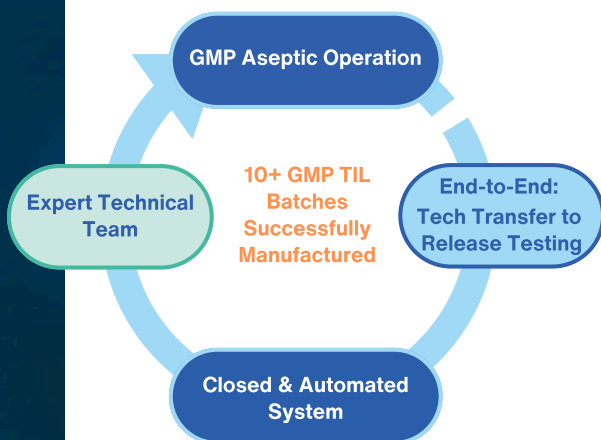 GMP Aseptic Operation
10+ GMP TIL
Batches
Successfully
Manufactured
Expert Technical
Team
End-to-End:
Tech Transfer to
Release Testing
Closed & Automated
System